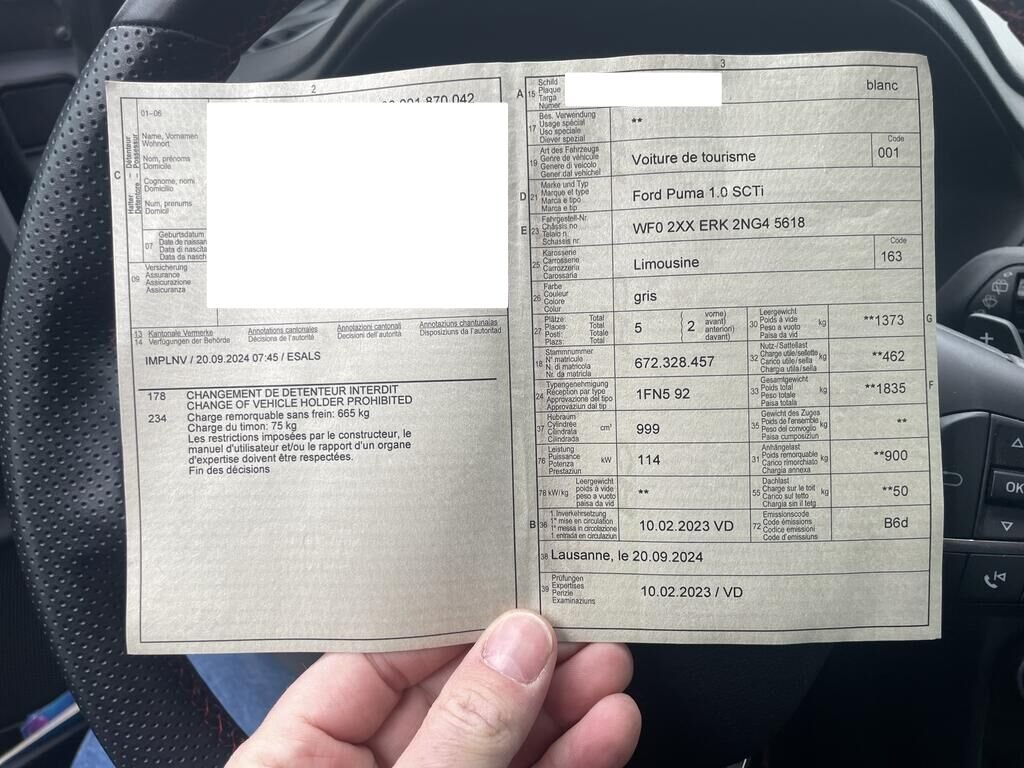 2
01-06
Halter - Détenteur
Detentore - Possessur
Name, Vornamen
Wohnort
Nom, prénoms
Domicile
Cognome, nomi
Domicilio
Num, prenums
Domicil
C
07
Geburtsdatum
Date de naissan
Data di nascita
Data da nasch
09
Versicherung
Assurance
Assicurazione
Assicuranza
13
14
Kantonale Vermerke
Verfügungen der Behörde
Annotations cantonales
Décisions de l'autorité
Annotazioni cantonali
Decisioni dell'autorità
Annotaziuns chantunalas
Disposiziuns da l'autoritad
IMPLNV / 20.09.2024 07:45 / ESALS
178 CHANGEMENT DE DETENTEUR INTERDIT
CHANGE OF VEHICLE HOLDER PROHIBITED
234 Charge remorquable sans frein: 665 kg
Charge du timon: 75 kg
Les restrictions imposées par le constructeur, le
manuel d'utilisateur et/ou le rapport d'un organe
d'expertise doivent être respectées.
Fin des décisions
3
A 15
Schild
Plaque
Targa
Numer
blanc
17
Bes. Verwendung
Usage spécial
Uso speciale
Diever spezial
**
19
Art des Fahrzeugs
Genre de véhicule
Genere di veicolo
Gener dal vehichel
Voiture de tourisme
Code
001
D 21
Marke und Typ
Marque et type
Marca e tipo
Marca e tip
Ford Puma 1.0 SCTi
E 23
Fahrgestell-Nr.
Châssis no
Telaio n.
Schassis nr.
WF0 2XX ERK 2NG4 5618
25
Karosserie
Carrosserie
Carrozzeria
Carossaria
Limousine
Code
163
26
Farbe
Couleur
Colore
Colur
gris
27
Plätze: Total
Places: Total
Posti: Totale
Plazs: Total
5
( 2
vorne)
avant)
anteriori)
davant)
30
Leergewicht
Poids à vide
Peso a vuoto
Paisa da vid
kg
**1373
G
18
Stammnummer
N° matricule
N. di matricola
Nr. da matricla
672.328.457
32
Nutz-/Sattellast
Charge utile/sellette
Carico utile/sella
Chargia utila/sella
kg
**462
24
Typengenehmigung
Réception par type
Approvazione del tipo
Approvaziun dal tip
1FN5 92
33
Gesamtgewicht
Poids total
Peso totale
Paisa totala
kg
**1835
F
37
Hubraum
Cylindrée
Cilindrata
Cilindrada
cm³
999
35
Gewicht des Zuges
Poids de l'ensemble
Peso del convoglio
Paisa cumposiziun
kg
**
76
Leistung
Puissance
Potenza
Prestaziun
kW
114
31
Anhängelast
Poids remorquable
Carico rimorchiato
Chargia annexa
kg
**900
78 kW/kg
Leergewicht
poids à vide
peso a vuoto
paisa da vid
**
55
Dachlast
Charge sur le toit
Carico sul tetto
Chargia sin il tetg
kg
**50
B 36
1. Inverkehrsetzung
1re mise en circulation
1a messa in circolazione
1. entrada en circulaziun
10.02.2023 VD
72
Emissionscode
Code émissions
Codice emissioni
Code d'emissiuns
B6d
38 Lausanne, le 20.09.2024
39
Prüfungen
Expertises
Perizie
Examinaziuns
10.02.2023 / VD
OK